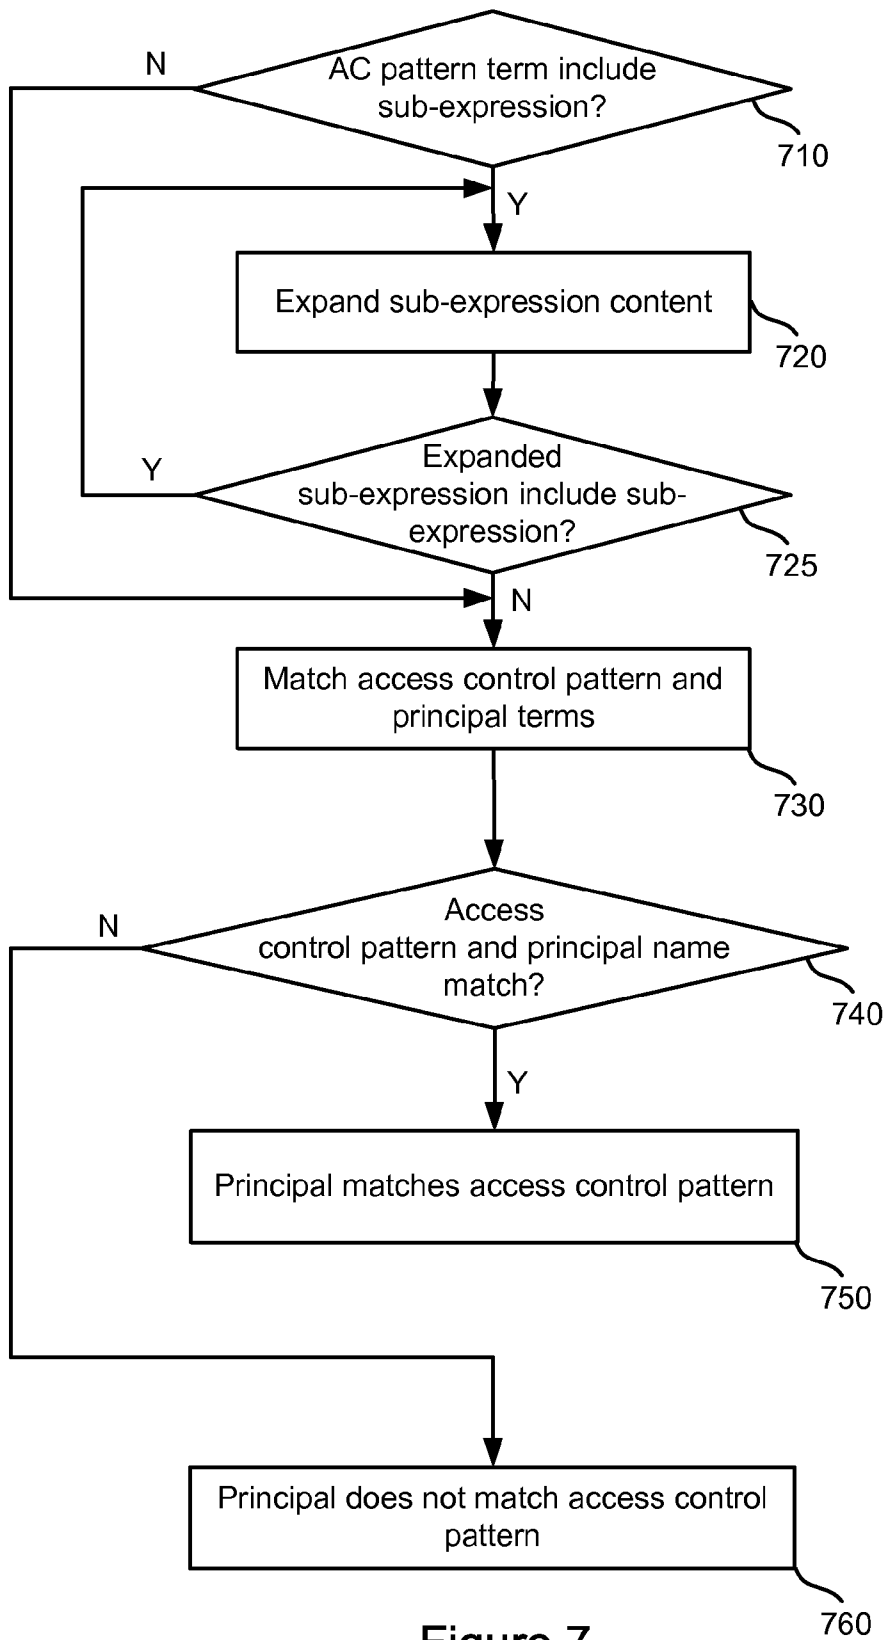 N
AC pattern term include
sub-expression?
710
Y
Expand sub-expression content
720
Y
Expanded
sub-expression include sub-
expression?
725
N
Match access control pattern and
principal terms
730
N
Access
control pattern and principal name
match?
740
Y
Principal matches access control pattern
750
Principal does not match access control
pattern
760
Figure 7